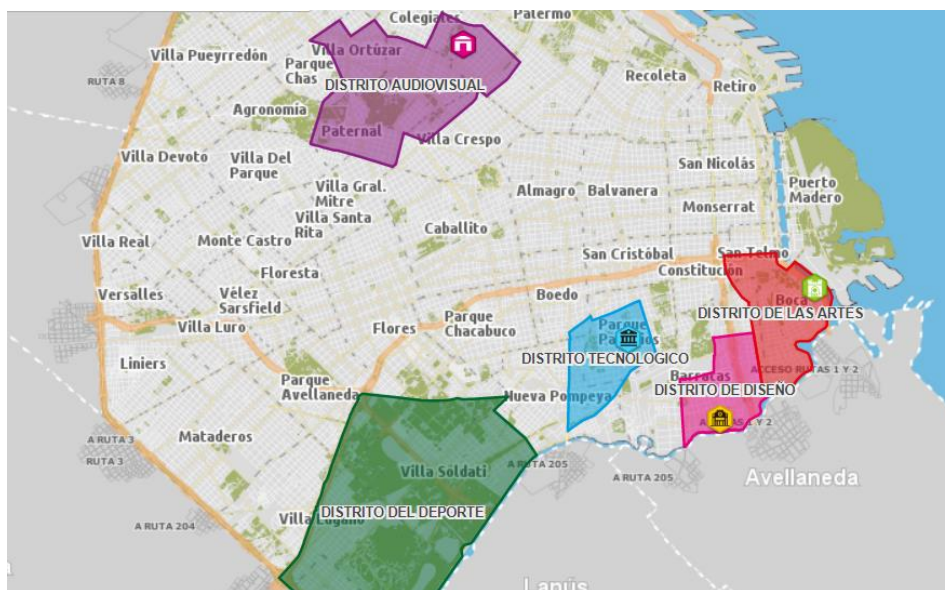 Colegiales
Palermo
Villa Pueyrredón
Villa Ortúzar
Parque
Chas
RUTA 8
DISTRITO AUDIOVISUAL
Recoleta
Retiro
Agronomía
Paternal
Villa Crespo
Villa Devoto
Villa Del
Parque
San Nicolás
Villa Gral.
Mitre
Almagro
Balvanera
Puerto
Madero
Monserrat
Villa Santa
Rita
Caballito
Villa Real
Monte Castro
San Cristóbal
San Telmo
Constitución
Floresta
Versalles
Vélez
Sarsfield
Boedo
Boca
DISTRITO DE LAS ARTES
Villa Luro
Flores
Parque
Chacabuco
Parque
DISTRITO TECNOLOGICO
Liniers
Parque
Avellaneda
Barracas
ACCESO RUTAS 1 Y 2
DISTRITO DE DISEÑO
Nueva Pompeya
1 Y 2
Mataderos
A RUTA 3
RUTA 3
Villa Soldati
A RUTA 205
A RUTA 205
Avellaneda
A RUTA 204
Villa Lugano
DISTRITO DEL DEPORTE
Lanús